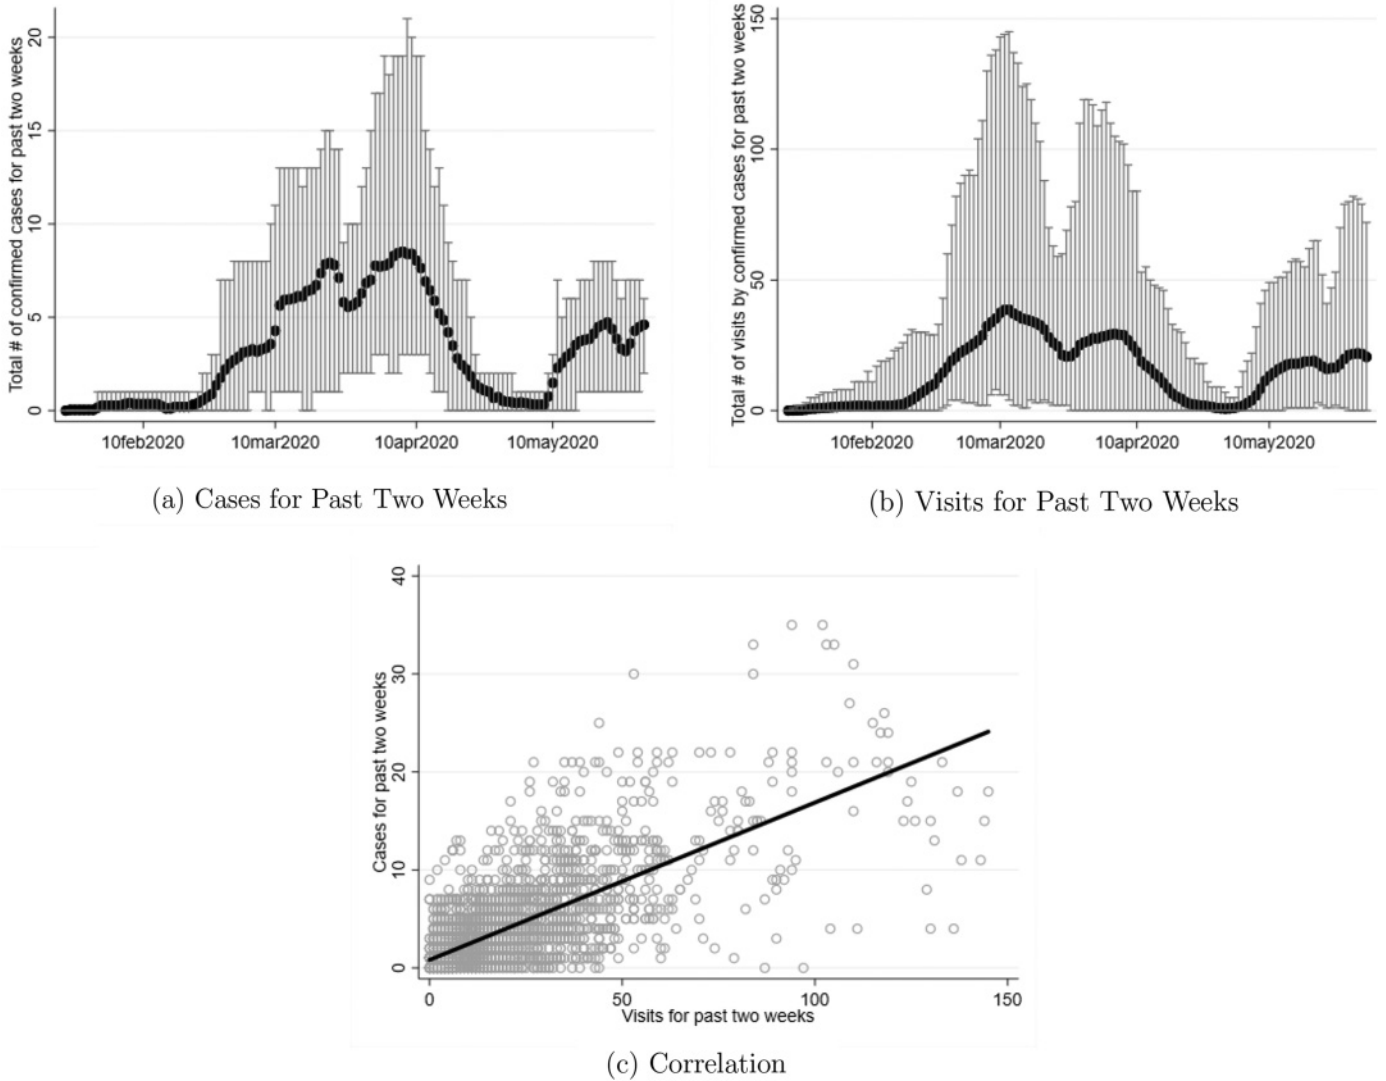 Total # of confirmed cases for past two weeks
20
15
10
5
0
10feb2020 10mar2020 10apr2020 10may2020
(a) Cases for Past Two Weeks
Total # of visits by confirmed cases for past two weeks
150
100
50
0
10feb2020 10mar2020 10apr2020 10may2020
(b) Visits for Past Two Weeks
Cases for past two weeks
40
30
20
10
0
0 50 100 150
Visits for past two weeks
(c) Correlation